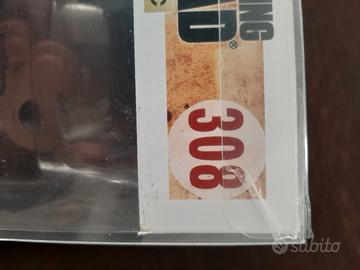 ING
AD®
C
308
subito